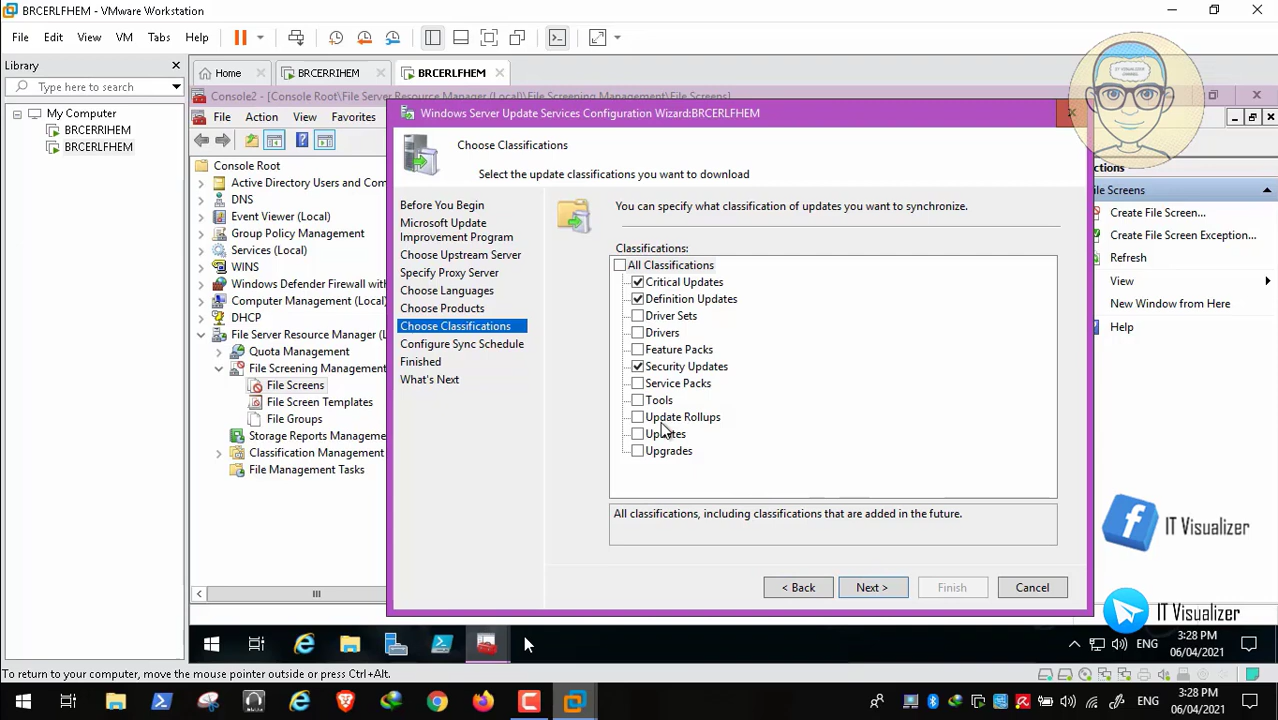 BRCERLFHEM - VMware Workstation
File Edit View VM Tabs Help
Library
Type here to search
My Computer
BRCERRIHEM
BRCERLFHEM
Home BRCERRIHEM BRCERLFHEM
Console2 - [Console Root\File Server Resource Manager (Local)\File Screening Management\File Screens]
File Action View Favorites
Console Root
Active Directory Users and Com
DNS
Event Viewer (Local)
Group Policy Management
Services (Local)
WINS
Windows Defender Firewall with
Computer Management (Local)
DHCP
File Server Resource Manager (L
Quota Management
File Screening Management
File Screens
File Screen Templates
File Groups
Storage Reports Manageme
Classification Management
File Management Tasks
Windows Server Update Services Configuration Wizard:BRCERLFHEM
Choose Classifications
Select the update classifications you want to download
Before You Begin
Microsoft Update
Improvement Program
Choose Upstream Server
Specify Proxy Server
Choose Languages
Choose Products
Choose Classifications
Configure Sync Schedule
Finished
What's Next
You can specify what classification of updates you want to synchronize.
Classifications:
All Classifications
Critical Updates
Definition Updates
Driver Sets
Drivers
Feature Packs
Security Updates
Service Packs
Tools
Update Rollups
Updates
Upgrades
All classifications, including classifications that are added in the future.
< Back Next > Finish Cancel
IT VISUALIZER
CHANNEL
ctions
ile Screens
Create File Screen...
Create File Screen Exception...
Refresh
View
New Window from Here
Help
IT Visualizer
IT Visualizer
ENG 3:28 PM
06/04/2021
To return to your computer, move the mouse pointer outside or press Ctrl+Alt.
ENG 3:28 PM
06/04/2021